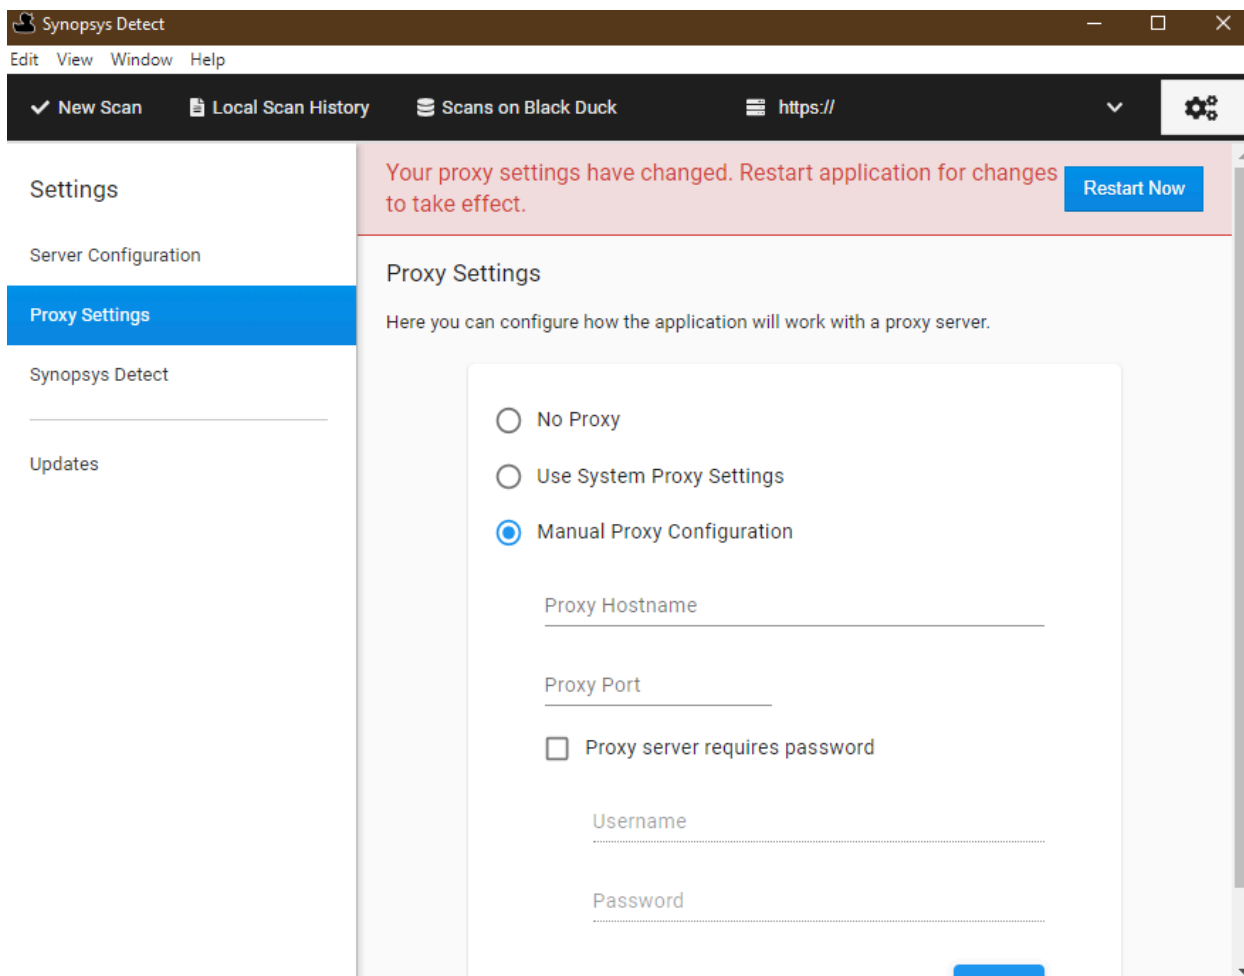 Synopsys Detect
Edit View Window Help
New Scan Local Scan History Scans on Black Duck https://
Settings
Server Configuration
Proxy Settings
Synopsys Detect
Updates
Your proxy settings have changed. Restart application for changes
to take effect.
Restart Now
Proxy Settings
Here you can configure how the application will work with a proxy server.
No Proxy
Use System Proxy Settings
Manual Proxy Configuration
Proxy Hostname
Proxy Port
Proxy server requires password
Username
Password